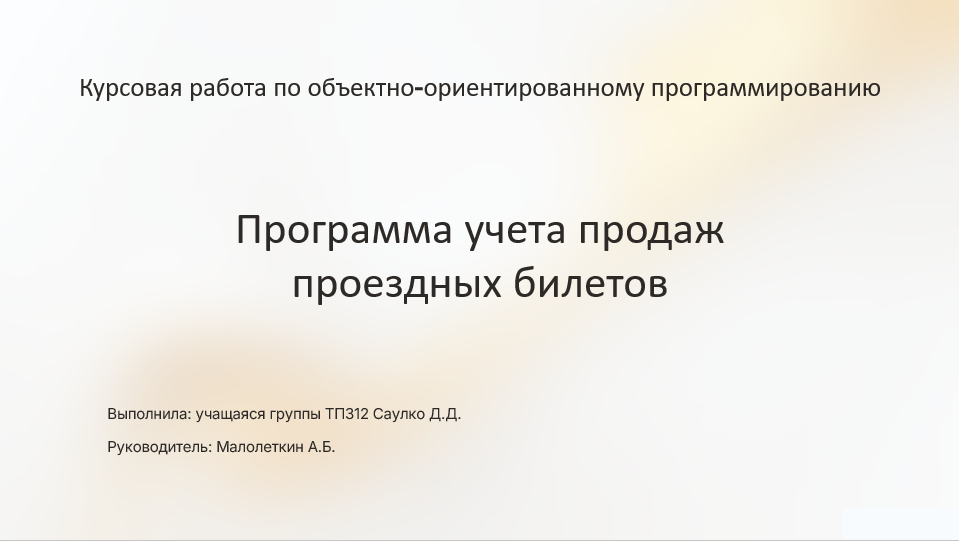 Курсовая работа по объектно-ориентированному программированию
Программа учета продаж
проездных билетов
Выполнила: учащаяся группы ТП312 Саулко Д.Д.
Руководитель: Малолеткин А.Б.